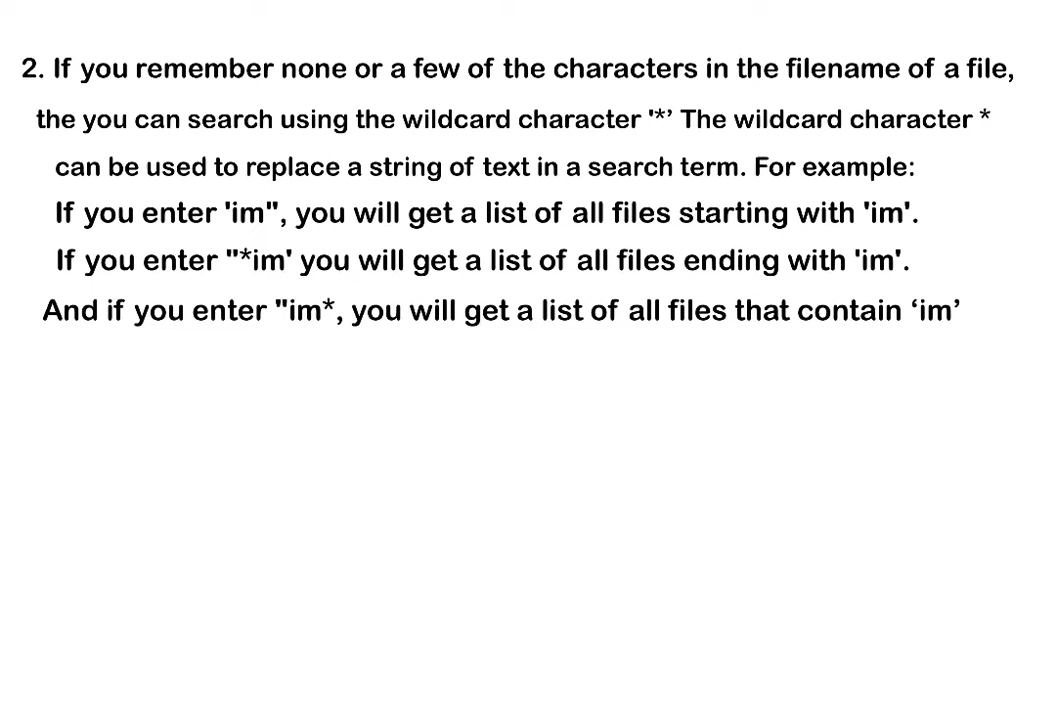 2. If you remember none or a few of the characters in the filename of a file,
the you can search using the wildcard character '*’ The wildcard character *
can be used to replace a string of text in a search term. For example:
If you enter 'im", you will get a list of all files starting with 'im'.
If you enter "*im' you will get a list of all files ending with 'im'.
And if you enter "im*, you will get a list of all files that contain ‘im’